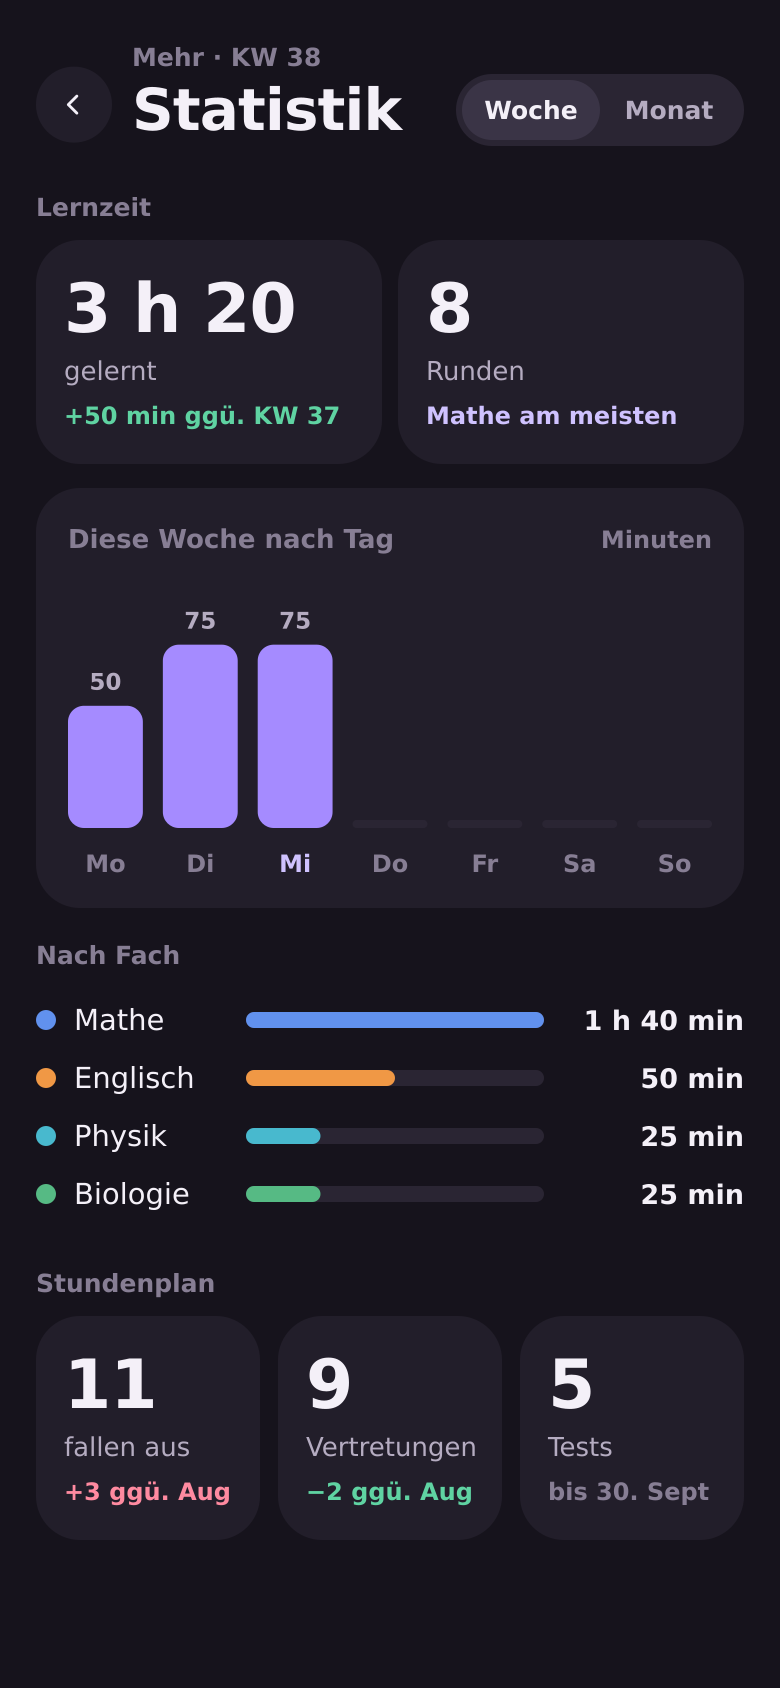 Mehr · KW 38
Statistik
Woche Monat
Lernzeit
3 h 20
gelernt
+50 min ggü. KW 37
8
Runden
Mathe am meisten
Diese Woche nach Tag Minuten
50 75 75
Mo Di Mi Do Fr Sa So
Nach Fach
Mathe 1 h 40 min
Englisch 50 min
Physik 25 min
Biologie 25 min
Stundenplan
11
fallen aus
+3 ggü. Aug
9
Vertretungen
−2 ggü. Aug
5
Tests
bis 30. Sept